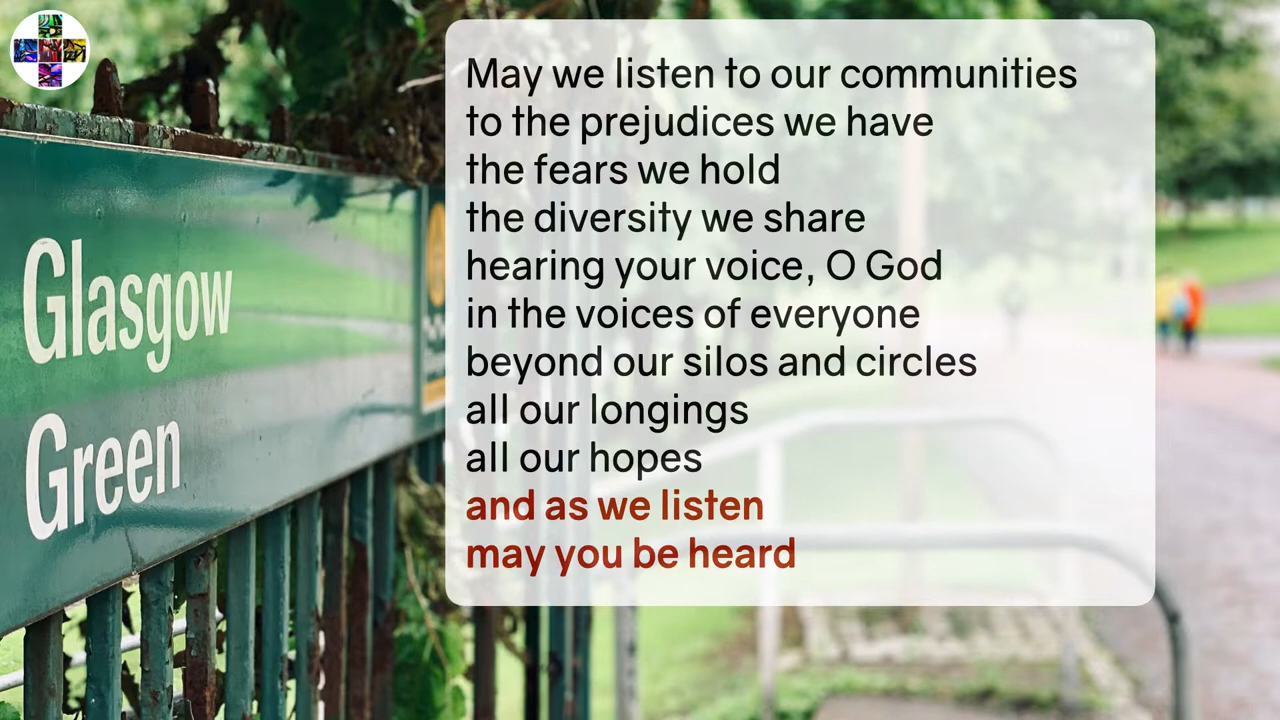 Glasgow
Green
May we listen to our communities
to the prejudices we have
the fears we hold
the diversity we share
hearing your voice, O God
in the voices of everyone
beyond our silos and circles
all our longings
all our hopes
and as we listen
may you be heard